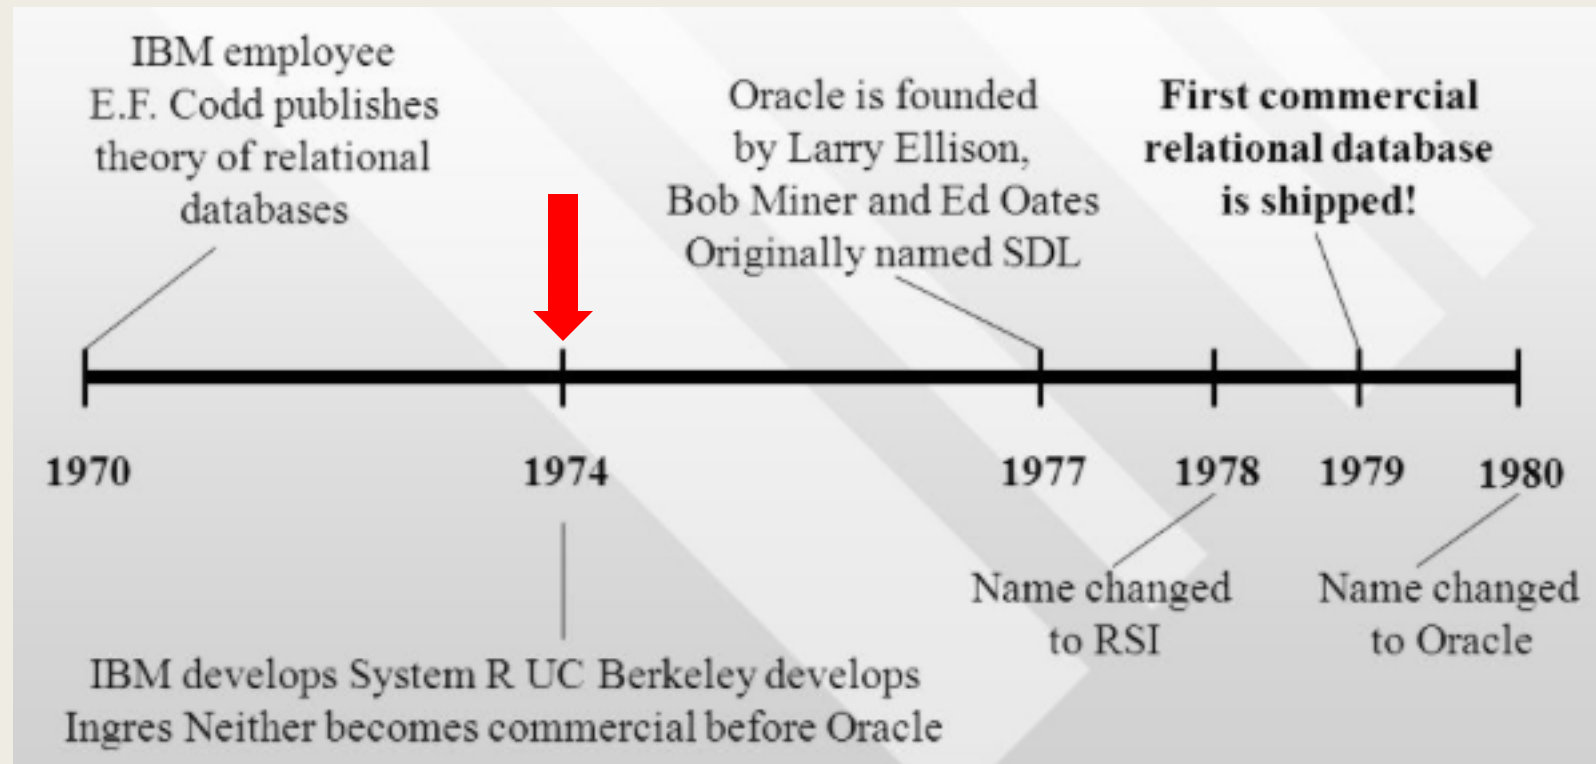 IBM employee
E.F. Codd publishes
theory of relational
databases
Oracle is founded
by Larry Ellison,
Bob Miner and Ed Oates
Originally named SDL
First commercial
relational database
is shipped!
1970
1974
1977
1978
1979
1980
IBM develops System R UC Berkeley develops
Ingres Neither becomes commercial before Oracle
Name changed
to RSI
Name changed
to Oracle